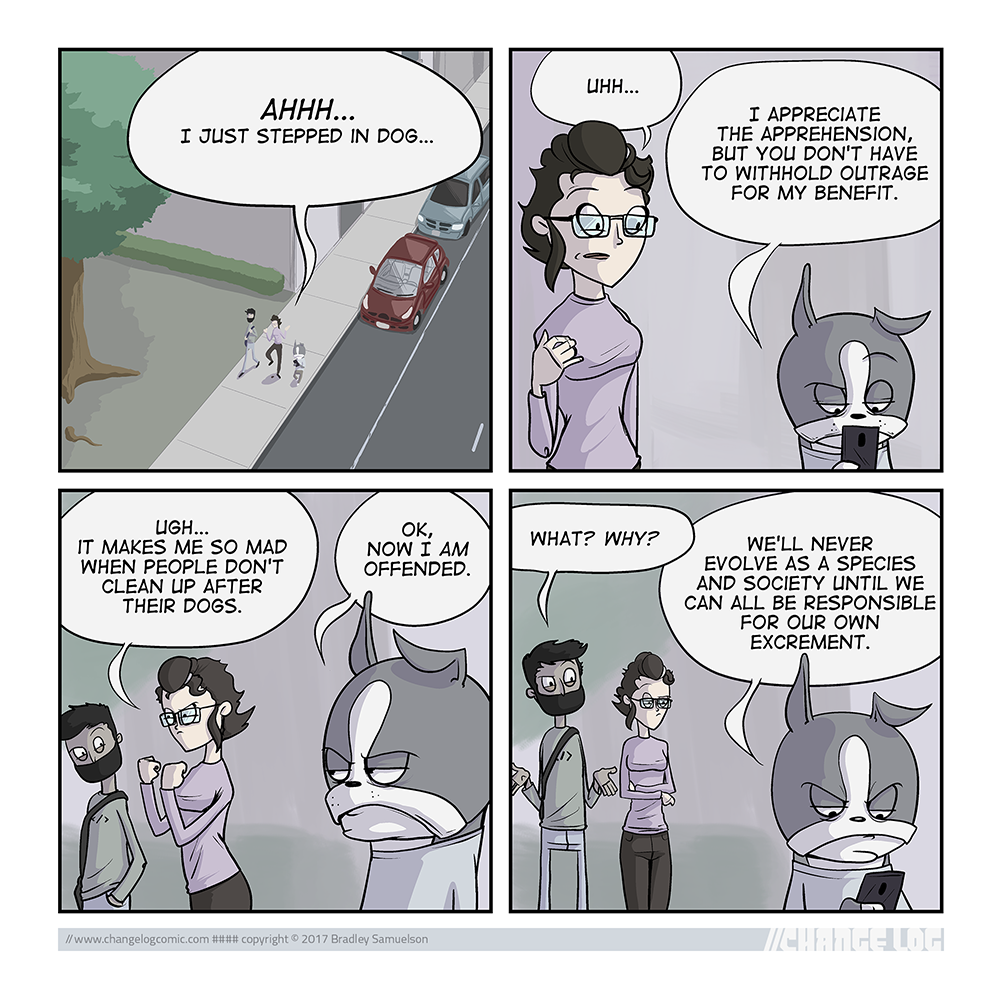 AHHH...
I JUST STEPPED IN DOG...
UHH...
I APPRECIATE
THE APPREHENSION,
BUT YOU DON'T HAVE
TO WITHHOLD OUTRAGE
FOR MY BENEFIT.
UGH...
IT MAKES ME SO MAD
WHEN PEOPLE DON'T
CLEAN UP AFTER
THEIR DOGS.
OK,
NOW I AM
OFFENDED.
WHAT? WHY?
WE'LL NEVER
EVOLVE AS A SPECIES
AND SOCIETY UNTIL WE
CAN ALL BE RESPONSIBLE
FOR OUR OWN
EXCREMENT.
</>
//www.changelogcomic.com #### copyright © 2017 Bradley Samuelson
//CHANGE LOG